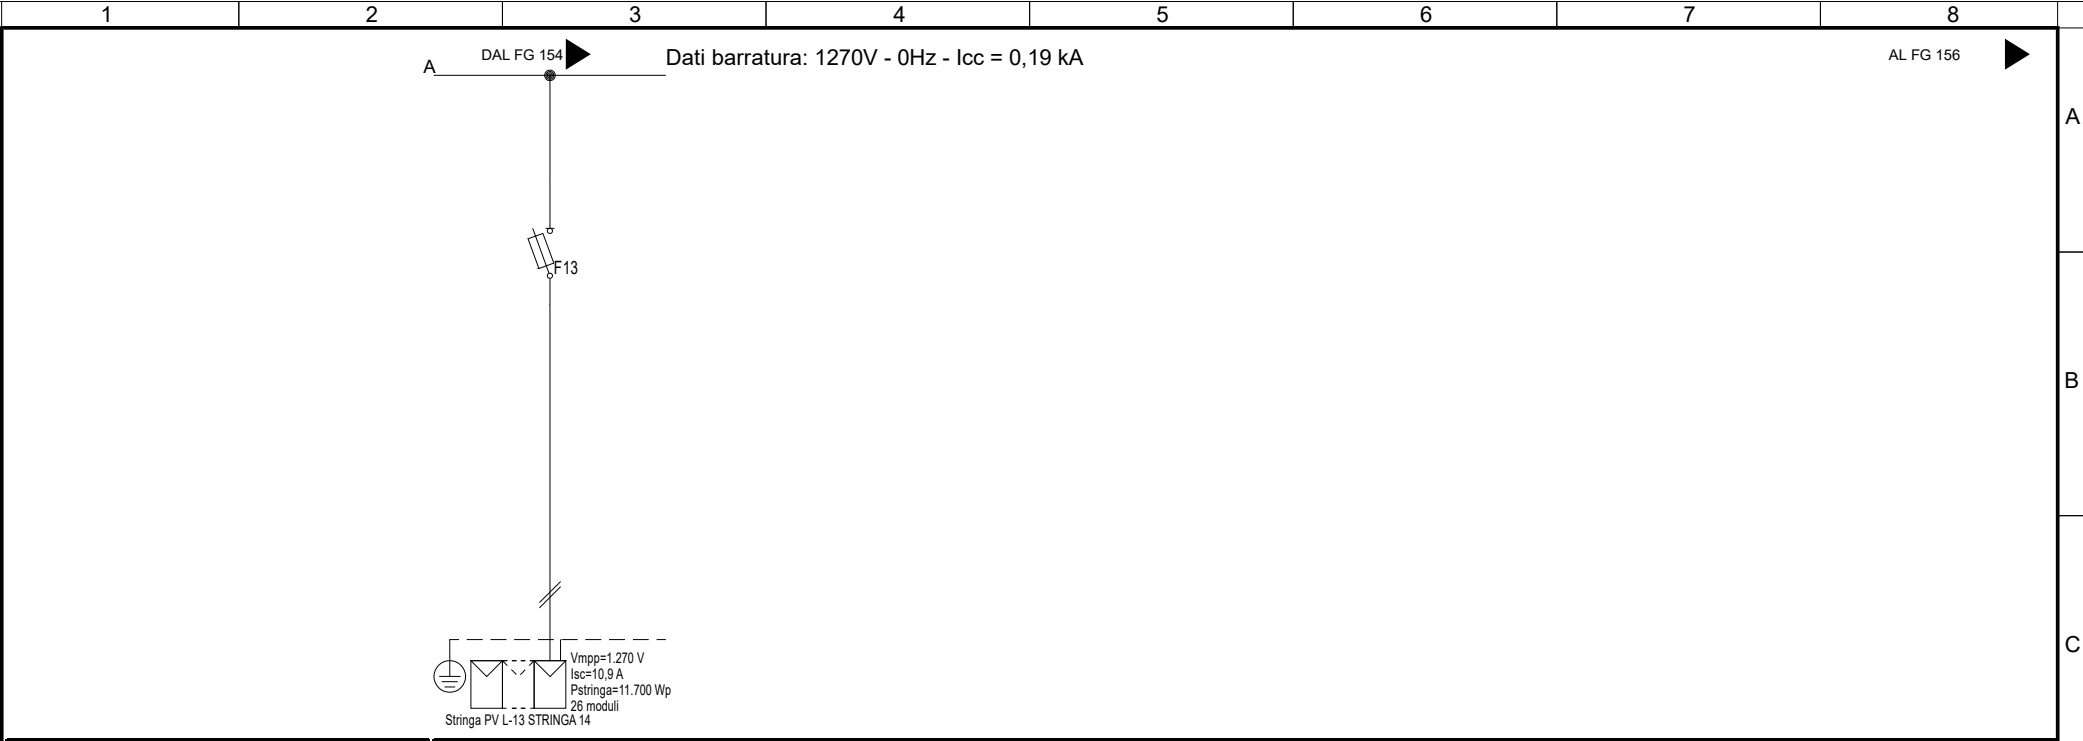 1 2 3 4 5 6 7 8
DAL FG 154
Dati barratura: 1270V - 0Hz - Icc = 0,19 kA
AL FG 156
A
A
F13
B
C
Vmpp=1.270 V
Isc=10,9 A
Pstringa=11.700 Wp
26 moduli
Stringa PV L-13 STRINGA 14